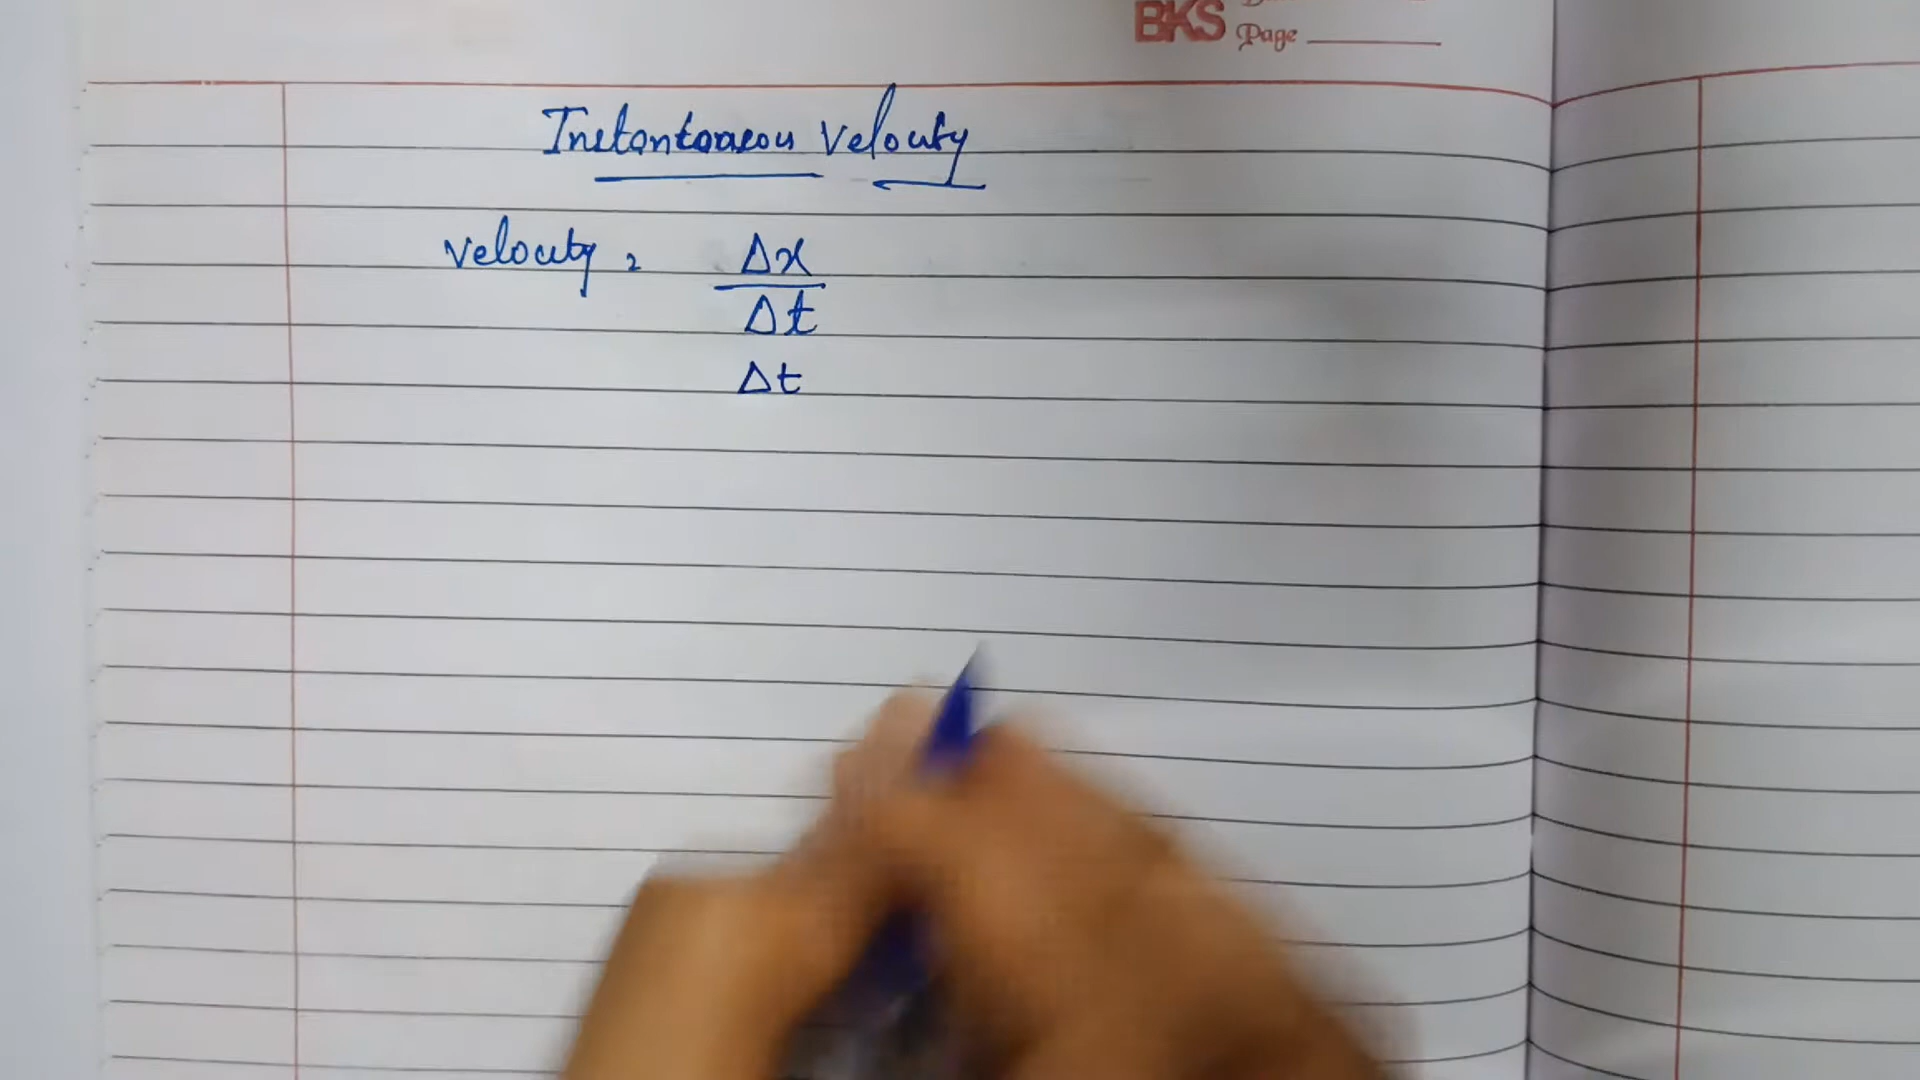 BKS Page
Instantaneous Velocity
Velocity = Δx
Δt
Δt